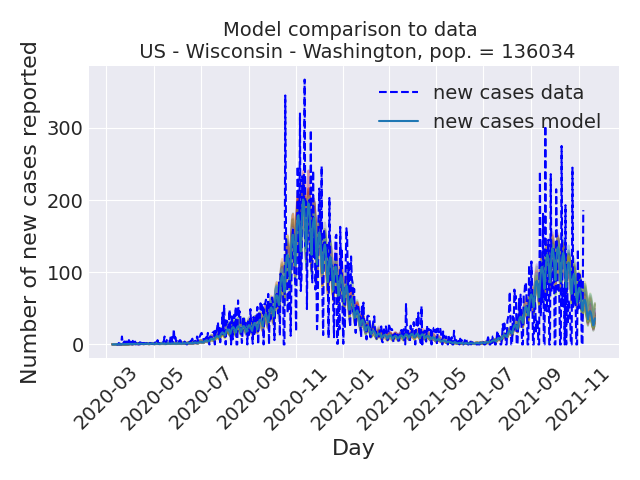 Model comparison to data
US - Wisconsin - Washington, pop. = 136034
Number of new cases reported
300
200
100
0
new cases data
new cases model
2020-03
2020-05
2020-07
2020-09
2020-11
2021-01
2021-03
2021-05
2021-07
2021-09
2021-11
Day